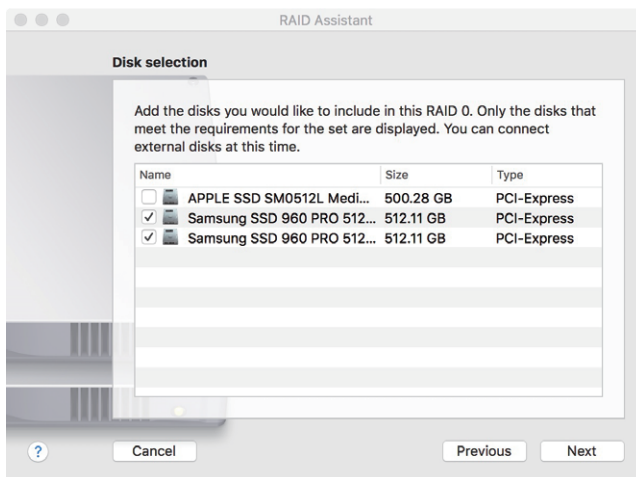 RAID Assistant
Disk selection
Add the disks you would like to include in this RAID 0. Only the disks that
meet the requirements for the set are displayed. You can connect
external disks at this time.
Name Size Type
APPLE SSD SM0512L Medi... 500.28 GB PCI-Express
Samsung SSD 960 PRO 512... 512.11 GB PCI-Express
Samsung SSD 960 PRO 512... 512.11 GB PCI-Express
? Cancel Previous Next